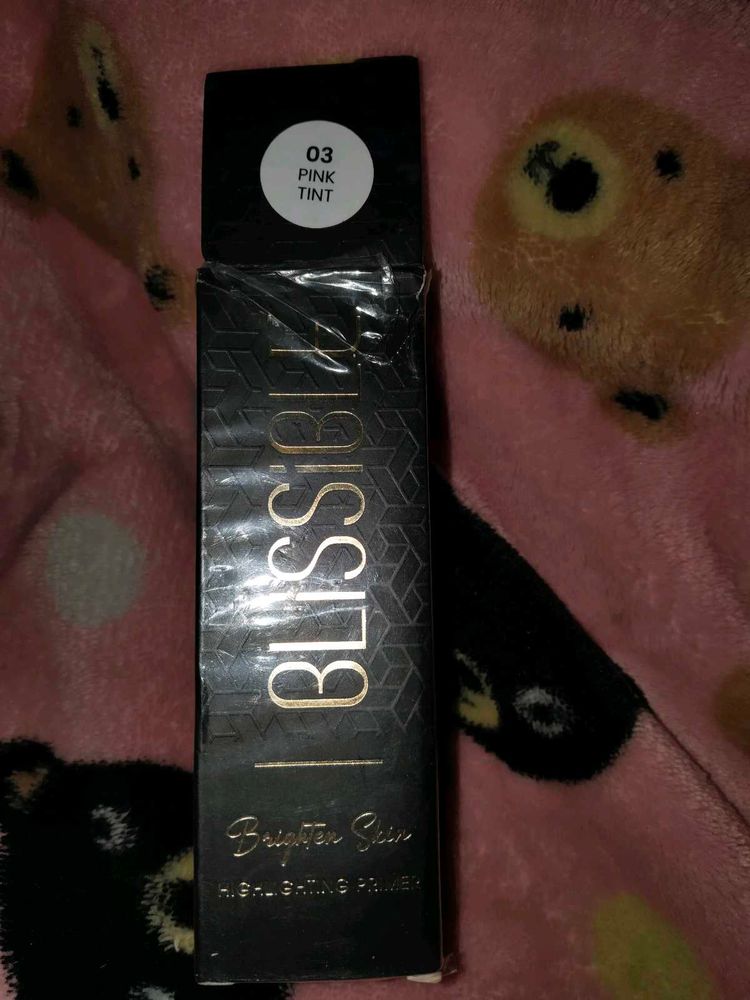 03
PINK
TINT
BLiSSiBLE
Brighten Skin
HIGHLIGHTING PRIMER